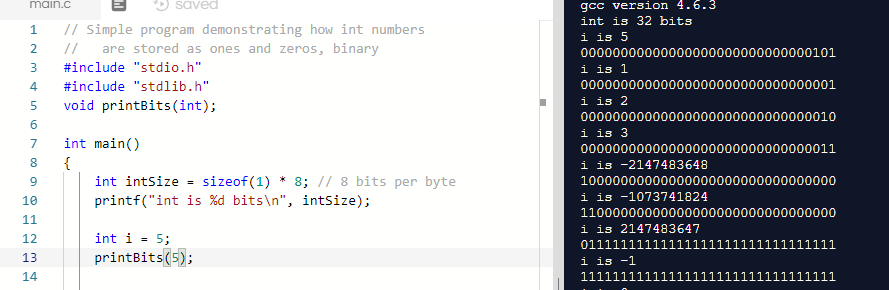 main.c saved
1 // Simple program demonstrating how int numbers
2 //   are stored as ones and zeros, binary
3 #include "stdio.h"
4 #include "stdlib.h"
5 void printBits(int);
6
7 int main()
8 {
9     int intSize = sizeof(1) * 8; // 8 bits per byte
10     printf("int is %d bits\n", intSize);
11
12     int i = 5;
13     printBits(5);
14
gcc version 4.6.3
int is 32 bits
i is 5
00000000000000000000000000000101
i is 1
00000000000000000000000000000001
i is 2
00000000000000000000000000000010
i is 3
00000000000000000000000000000011
i is -2147483648
10000000000000000000000000000000
i is -1073741824
11000000000000000000000000000000
i is 2147483647
01111111111111111111111111111111
i is -1
11111111111111111111111111111111